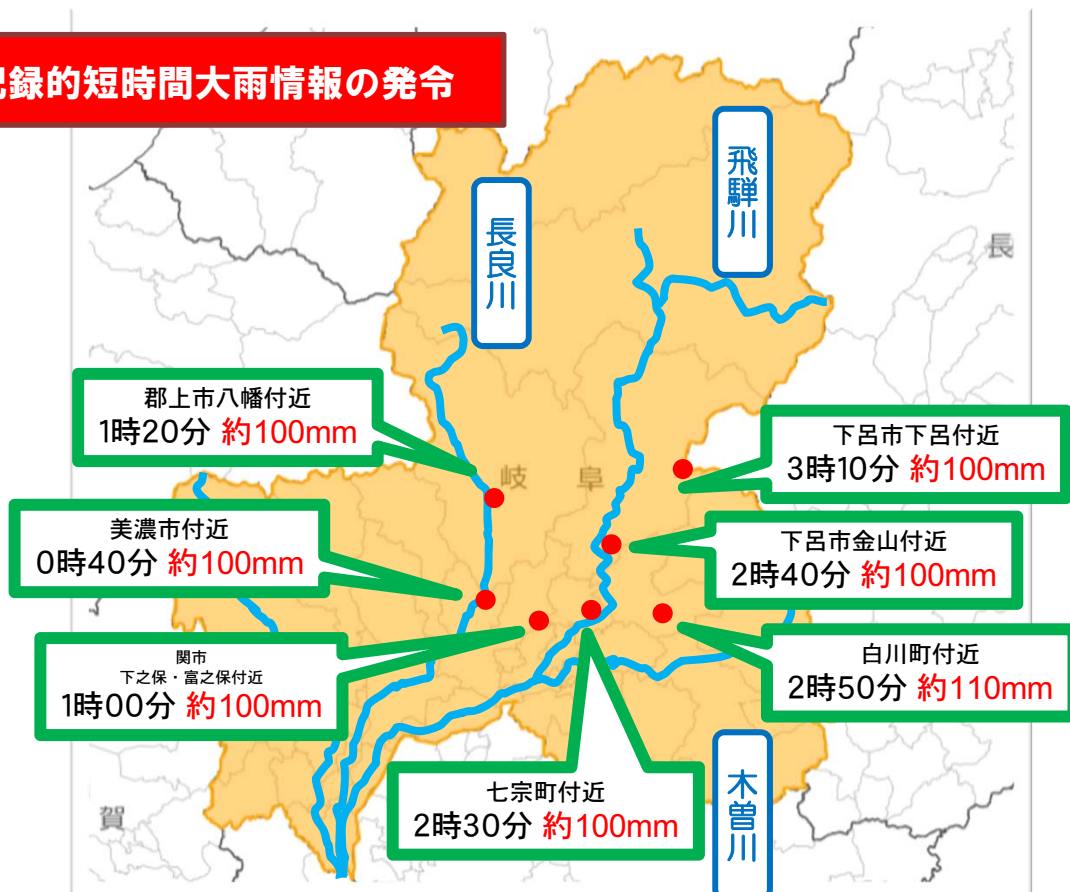 記録的短時間大雨情報の発令
飛騨川
長良川
長
郡上市八幡付近
1時20分 約100mm
岐 阜
下呂市下呂付近
3時10分 約100mm
美濃市付近
0時40分 約100mm
下呂市金山付近
2時40分 約100mm
関市
下之保・富之保付近
1時00分 約100mm
白川町付近
2時50分 約110mm
七宗町付近
2時30分 約100mm
木曽川
賀